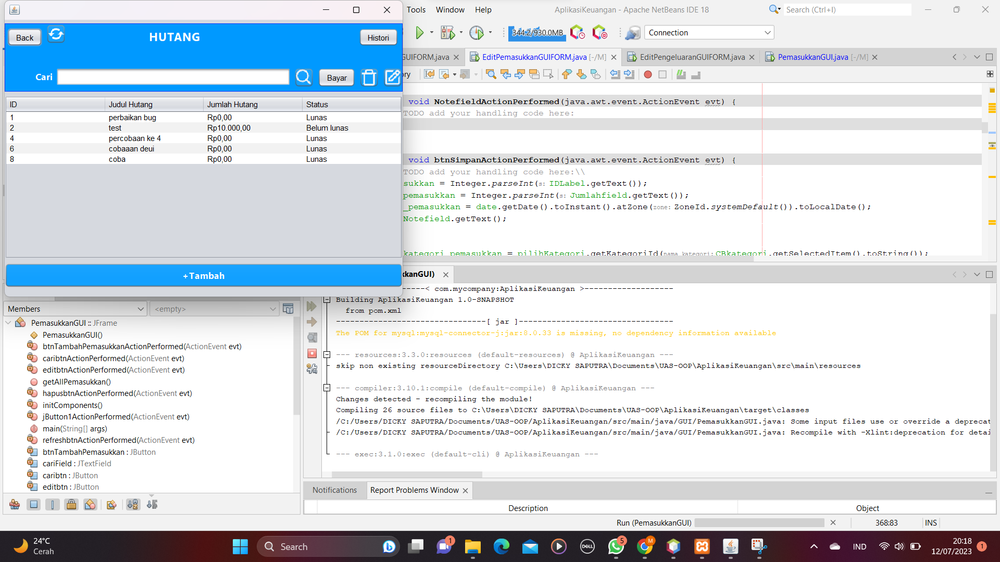 Tools Window Help
AplikasiKeuangan - Apache NetBeans IDE 18
Search (Ctrl+I)
Back
HUTANG
Histori
344.2/930.0MB
Connection
GUIFORM.java
EditPemasukkanGUIFORM.java [-/M]
EditPengeluaranGUIFORM.java
PemasukkanGUI.java [-/M]
Cari
Bayar
ry
ID Judul Hutang Jumlah Hutang Status
1 perbaikan bug Rp0,00 Lunas
2 test Rp10.000,00 Belum lunas
4 percobaan ke 4 Rp0,00 Lunas
6 cobaaan deui Rp0,00 Lunas
8 coba Rp0,00 Lunas
+Tambah
void NotefieldActionPerformed(java.awt.event.ActionEvent evt) {
TODO add your handling code here:
void btnSimpanActionPerformed(java.awt.event.ActionEvent evt) {
TODO add your handling code here:\\
sukkan = Integer.parseInt(s: IDLabel.getText());
pemasukkan = Integer.parseInt(s: Jumlahfield.getText());
_pemasukkan = date.getDate().toInstant().atZone(zone: ZoneId.systemDefault()).toLocalDate();
Notefield.getText();
kategori_pemasukkan = pilihKategori.getKategoriId(nama_kategori: CBkategori.getSelectedItem().toString());
kkanGUI)
-----< com.mycompany:AplikasiKeuangan >-------------------
Building AplikasiKeuangan 1.0-SNAPSHOT
from pom.xml
--------------------------------[ jar ]---------------------------------
The POM for mysql:mysql-connector-j:jar:8.0.33 is missing, no dependency information available
--- resources:3.3.0:resources (default-resources) @ AplikasiKeuangan ---
skip non existing resourceDirectory C:\Users\DICKY SAPUTRA\Documents\UAS-OOP\AplikasiKeuangan\src\main\resources
--- compiler:3.10.1:compile (default-compile) @ AplikasiKeuangan ---
Changes detected - recompiling the module!
Compiling 26 source files to C:\Users\DICKY SAPUTRA\Documents\UAS-OOP\AplikasiKeuangan\target\classes
/C:/Users/DICKY SAPUTRA/Documents/UAS-OOP/AplikasiKeuangan/src/main/java/GUI/PemasukkanGUI.java: Some input files use or override a deprecat
/C:/Users/DICKY SAPUTRA/Documents/UAS-OOP/AplikasiKeuangan/src/main/java/GUI/PemasukkanGUI.java: Recompile with -Xlint:deprecation for detai
--- exec:3.1.0:exec (default-cli) @ AplikasiKeuangan ---
Members
<empty>
PemasukkanGUI :: JFrame
PemasukkanGUI()
btnTambahPemasukkanActionPerformed(ActionEvent evt)
caribtnActionPerformed(ActionEvent evt)
editbtnActionPerformed(ActionEvent evt)
getAllPemasukkan()
hapusbtnActionPerformed(ActionEvent evt)
initComponents()
jButton1ActionPerformed(ActionEvent evt)
main(String[] args)
refreshbtnActionPerformed(ActionEvent evt)
btnTambahPemasukkan : JButton
cariField : JTextField
caribtn : JButton
editbtn : JButton
Notifications
Report Problems Window
Description Object
Run (PemasukkanGUI)
368:83
INS
24°C
Cerah
Search
1
DELL
5
M
IND
20:18
12/07/2023
1